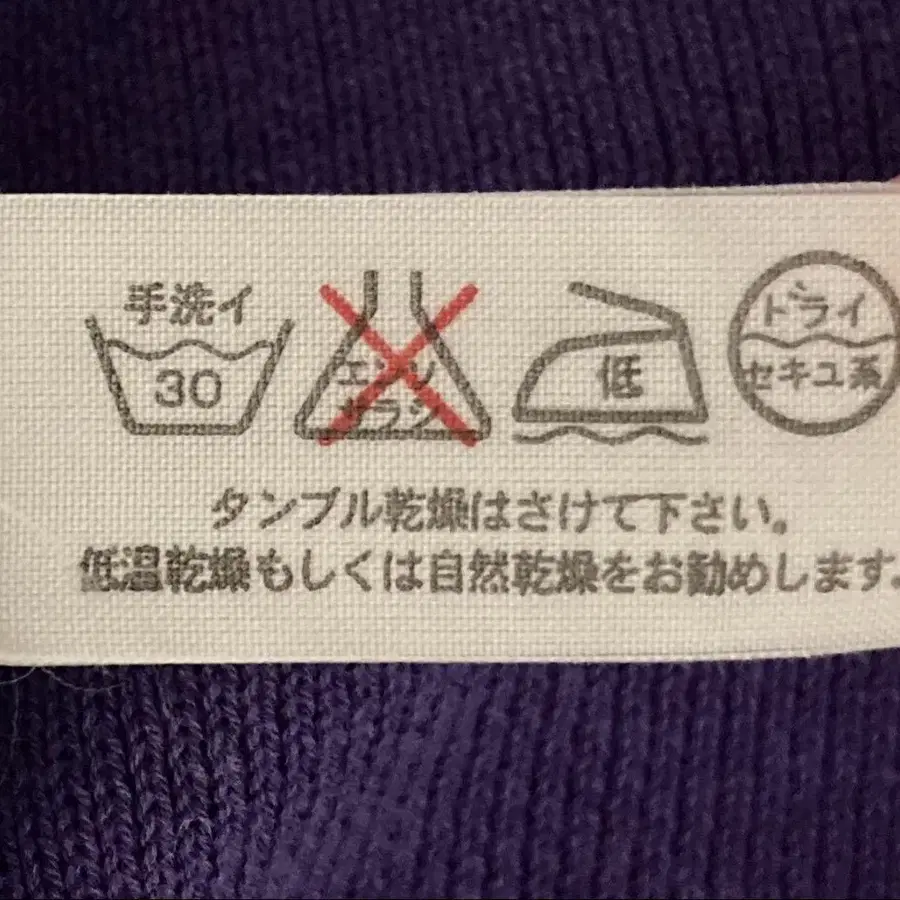 手洗イ
30
エンソ
サラシ
低
ドライ
セキユ系
タンブル乾燥はさけて下さい。
低温乾燥もしくは自然乾燥をお勧めします。